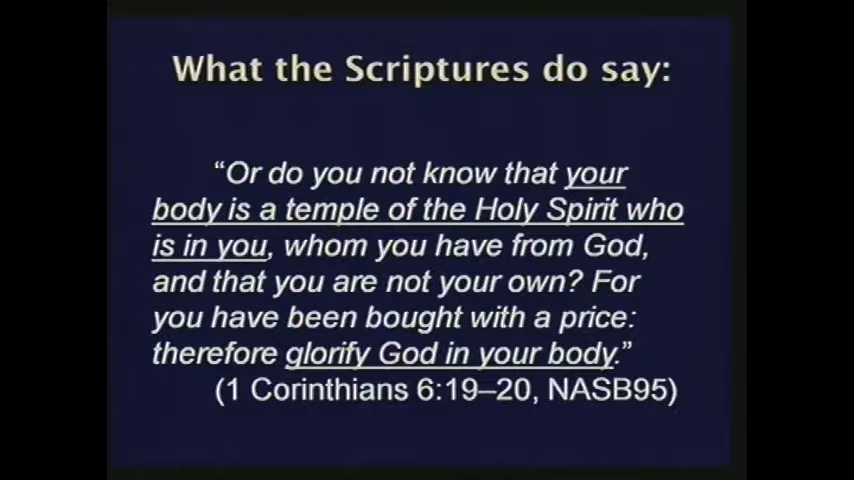 What the Scriptures do say:
“Or do you not know that your
body is a temple of the Holy Spirit who
is in you, whom you have from God,
and that you are not your own? For
you have been bought with a price:
therefore glorify God in your body.”
(1 Corinthians 6:19–20, NASB95)